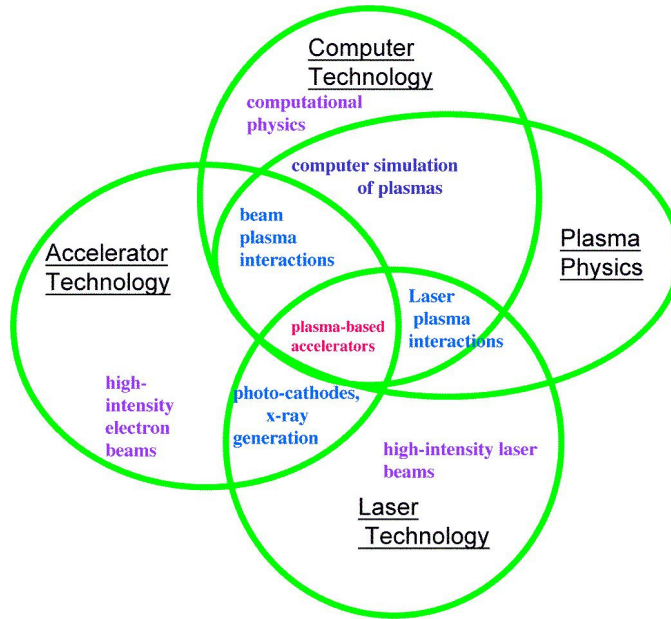 Computer
Technology
computational
physics
computer simulation
of plasmas
beam
plasma
interactions
Plasma
Physics
Accelerator
Technology
Laser
plasma
interactions
plasma-based
accelerators
high-
intensity
electron
beams
photo-cathodes,
x-ray
generation
high-intensity laser
beams
Laser
Technology